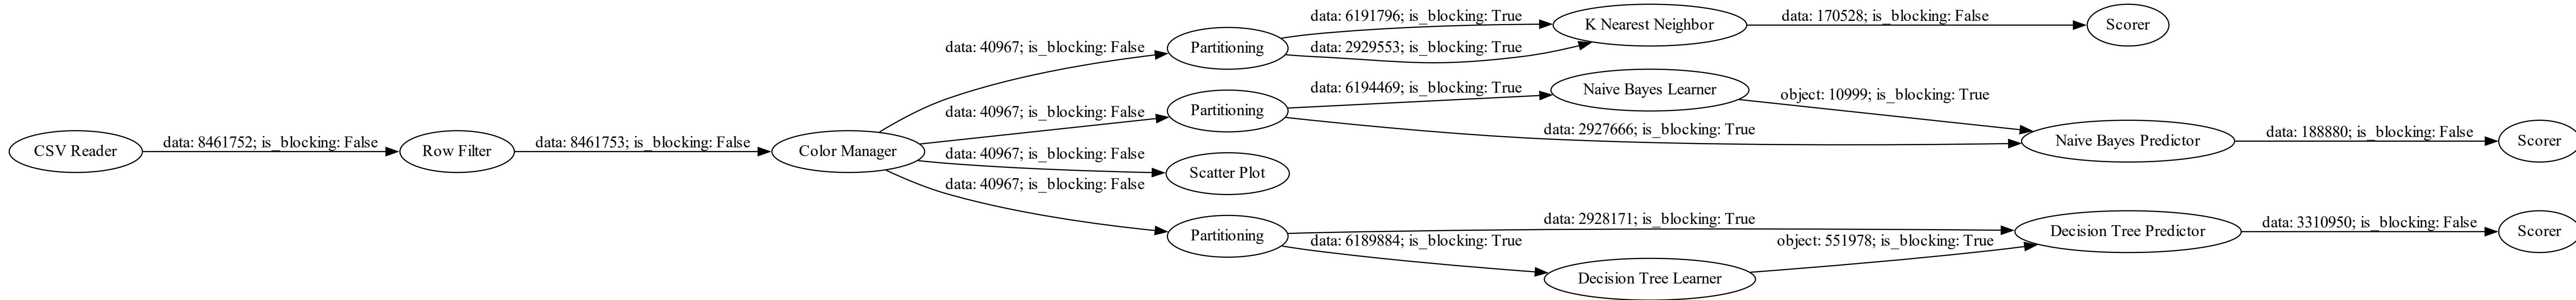 data: 6191796; is_blocking: True
K Nearest Neighbor
data: 170528; is_blocking: False
Scorer
data: 40967; is_blocking: False
Partitioning
data: 2929553; is_blocking: True
data: 6194469; is_blocking: True
Naive Bayes Learner
object: 10999; is_blocking: True
data: 40967; is_blocking: False
Partitioning
data: 2927666; is_blocking: True
Naive Bayes Predictor
data: 188880; is_blocking: False
Scorer
CSV Reader
data: 8461752; is_blocking: False
Row Filter
data: 8461753; is_blocking: False
Color Manager
data: 40967; is_blocking: False
Scatter Plot
data: 40967; is_blocking: False
Partitioning
data: 2928171; is_blocking: True
data: 6189884; is_blocking: True
Decision Tree Learner
object: 551978; is_blocking: True
Decision Tree Predictor
data: 3310950; is_blocking: False
Scorer